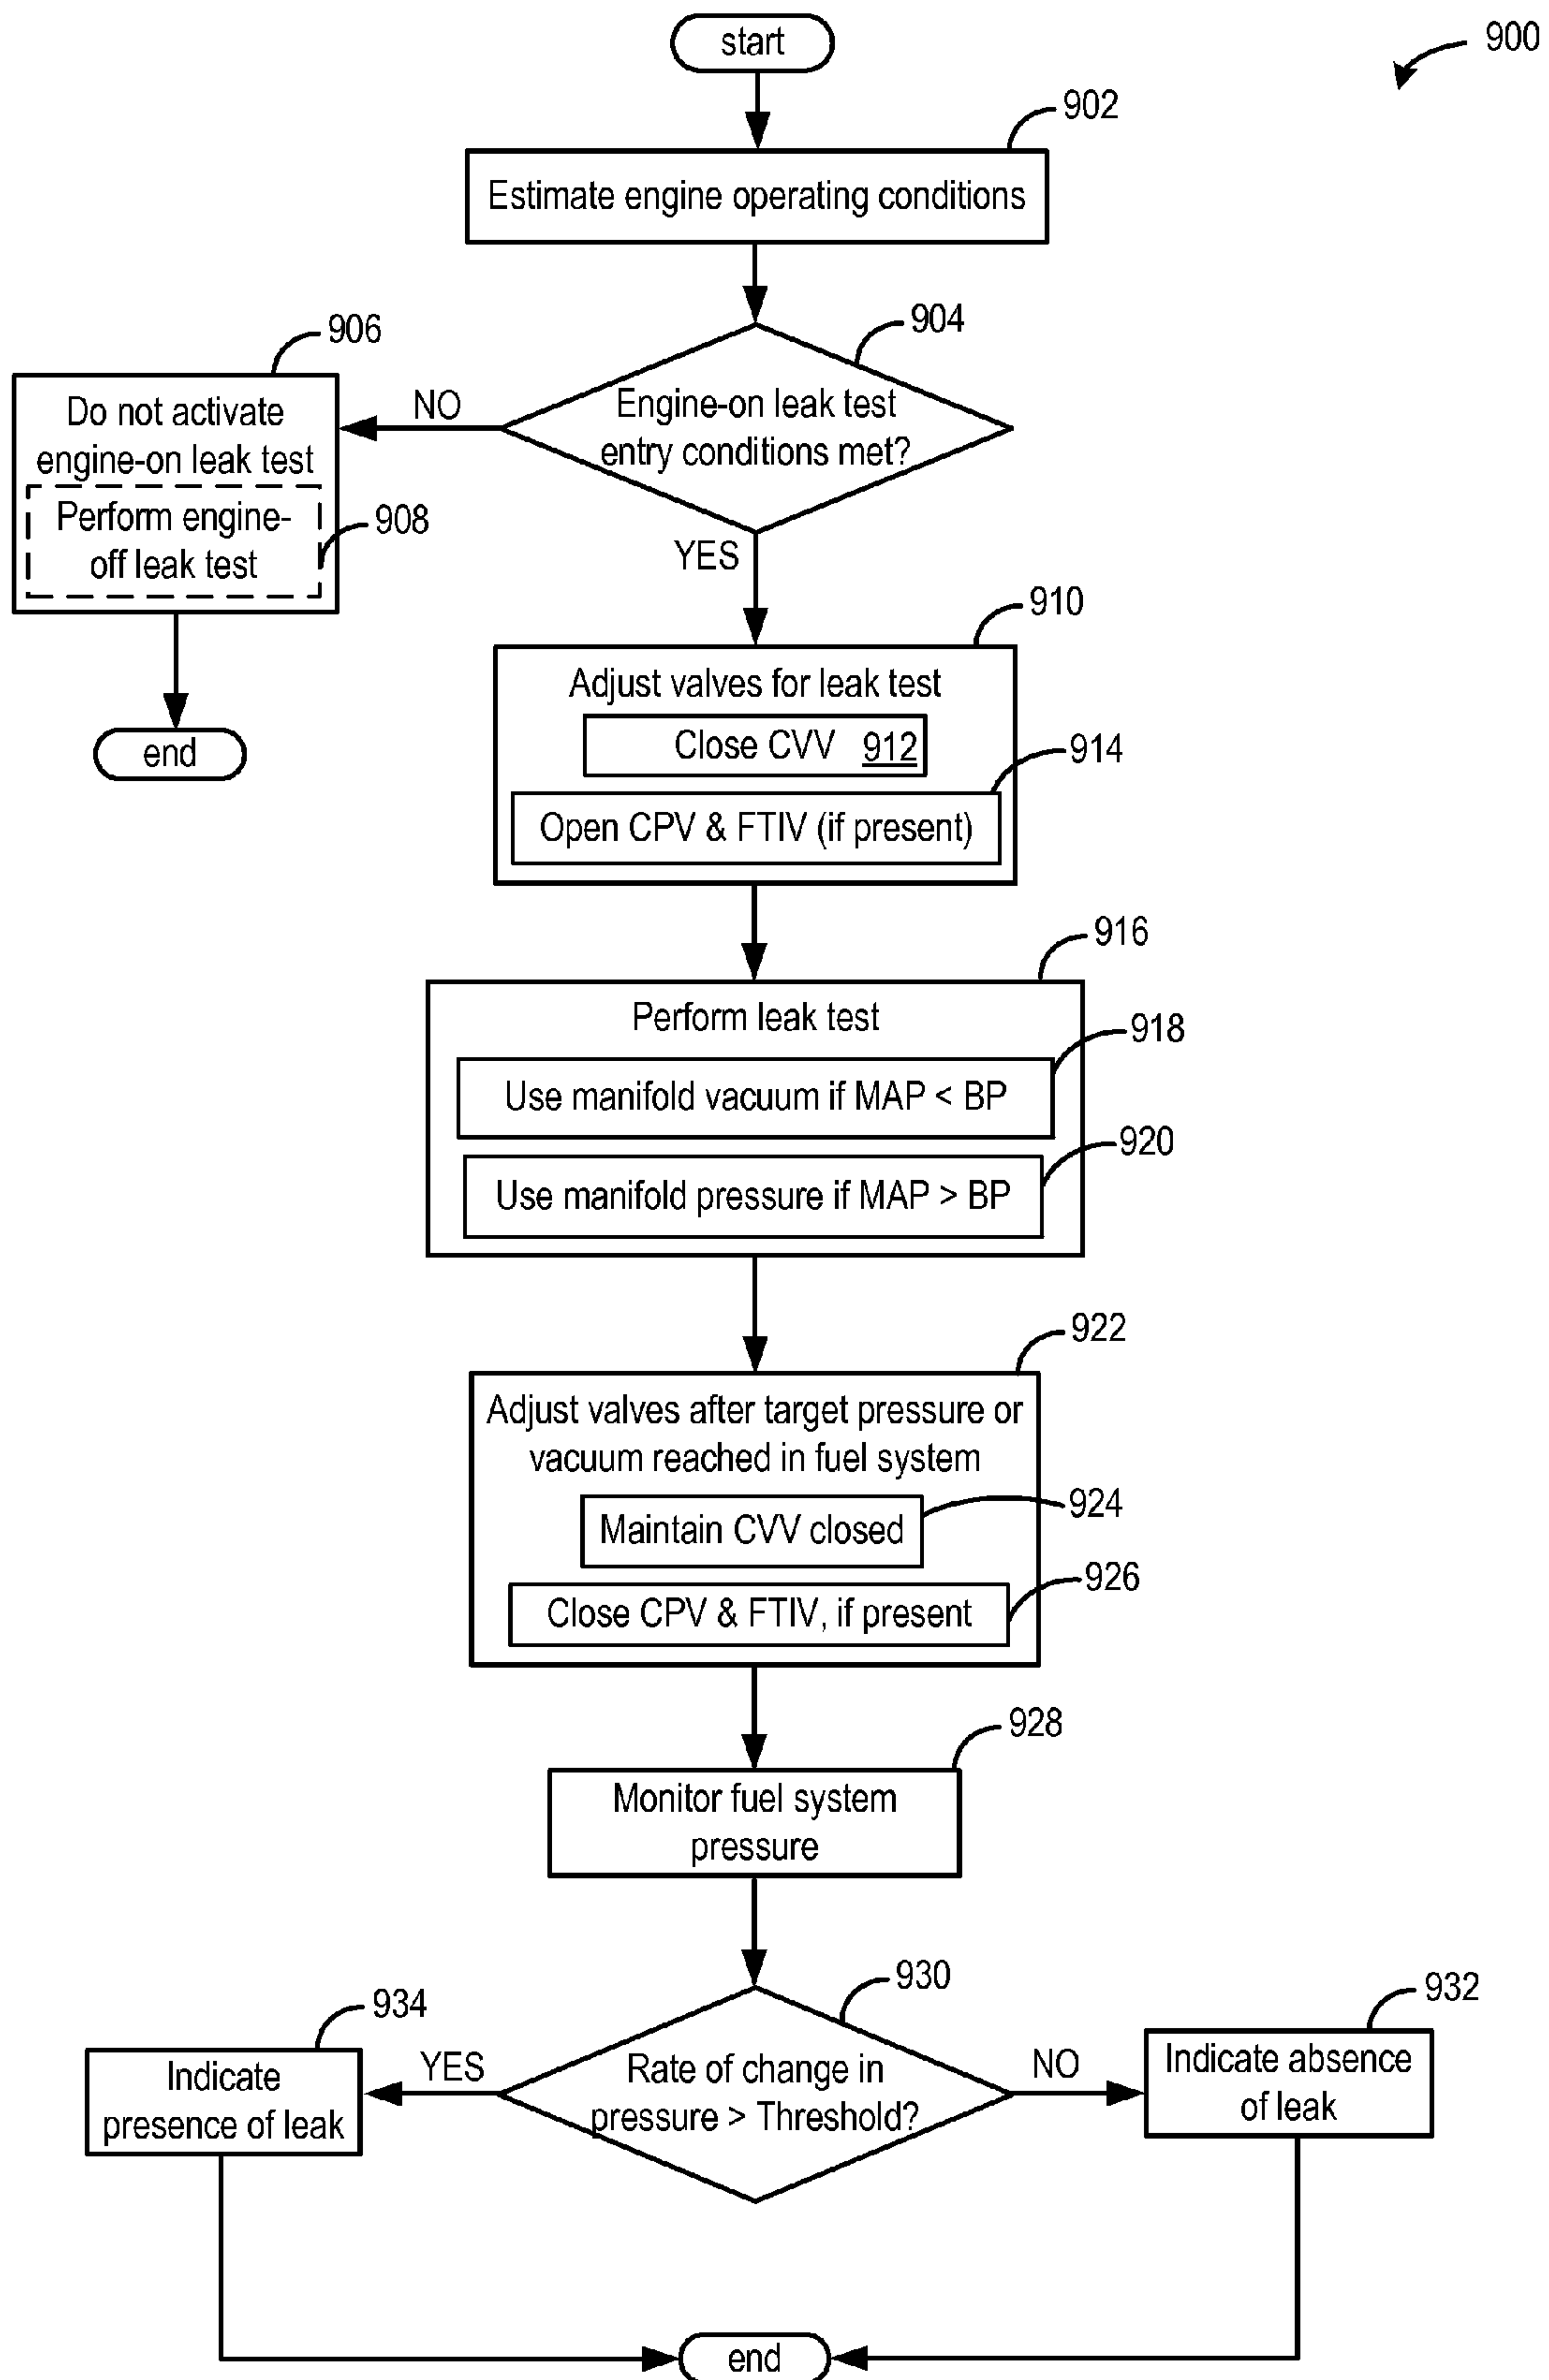 start
900
902
Estimate engine operating conditions
904
906
Engine-on leak test
entry conditions met?
NO
Do not activate
engine-on leak test
Perform engine-
off leak test
908
YES
end
910
Adjust valves for leak test
Close CVV 912
914
Open CPV & FTIV (if present)
916
Perform leak test
918
Use manifold vacuum if MAP < BP
920
Use manifold pressure if MAP > BP
922
Adjust valves after target pressure or
vacuum reached in fuel system
924
Maintain CVV closed
926
Close CPV & FTIV, if present
928
Monitor fuel system
pressure
930
932
934
Rate of change in
pressure > Threshold?
YES
NO
Indicate
presence of leak
Indicate absence
of leak
end